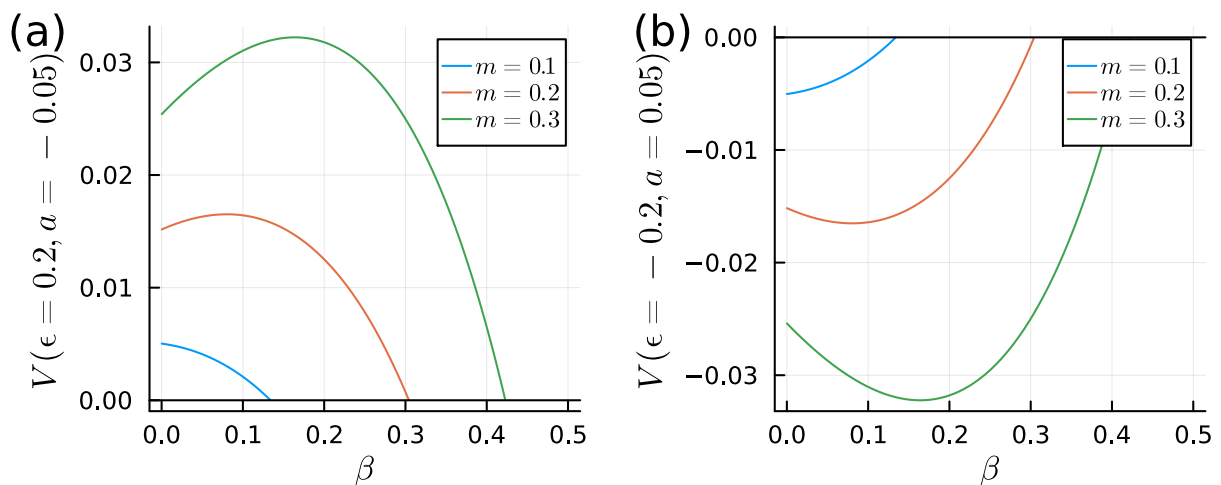 (a)
V(ϵ = 0.2, a = − 0.05)
0.03
0.02
0.01
0.00
m = 0.1
m = 0.2
m = 0.3
0.0 0.1 0.2 0.3 0.4 0.5
β
(b)
V(ϵ = − 0.2, a = 0.05)
0.00
−0.01
−0.02
−0.03
m = 0.1
m = 0.2
m = 0.3
0.0 0.1 0.2 0.3 0.4 0.5
β